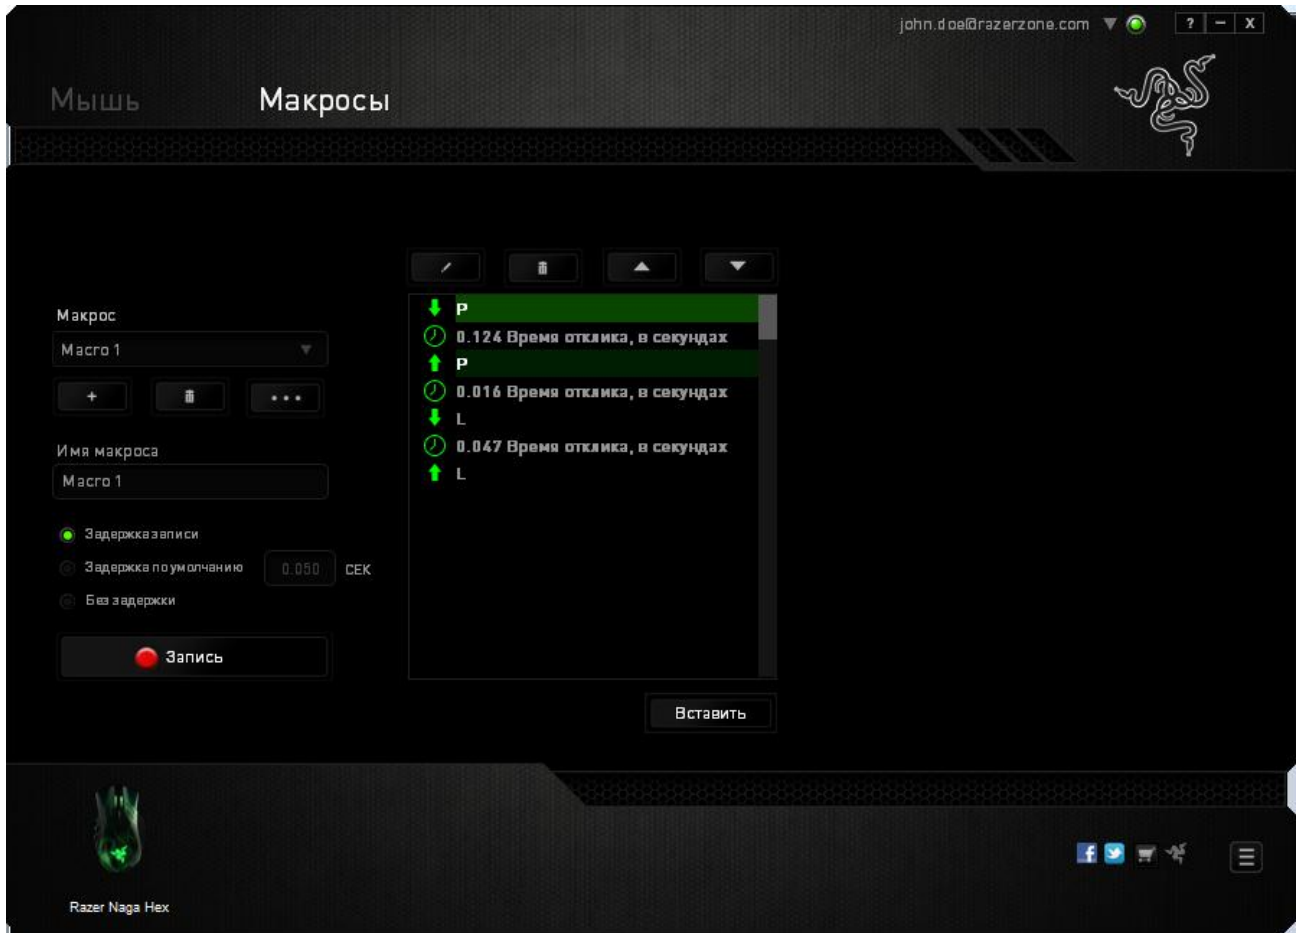 john.doe@razerzone.com
? - X
Мышь
Макросы
Макрос
Macro 1
+
...
Имя макроса
Macro 1
Задержка записи
Задержка по умолчанию 0.050 СЕК
Без задержки
Запись
P
0.124 Время отклика, в секундах
P
0.016 Время отклика, в секундах
L
0.047 Время отклика, в секундах
L
Вставить
Razer Naga Hex